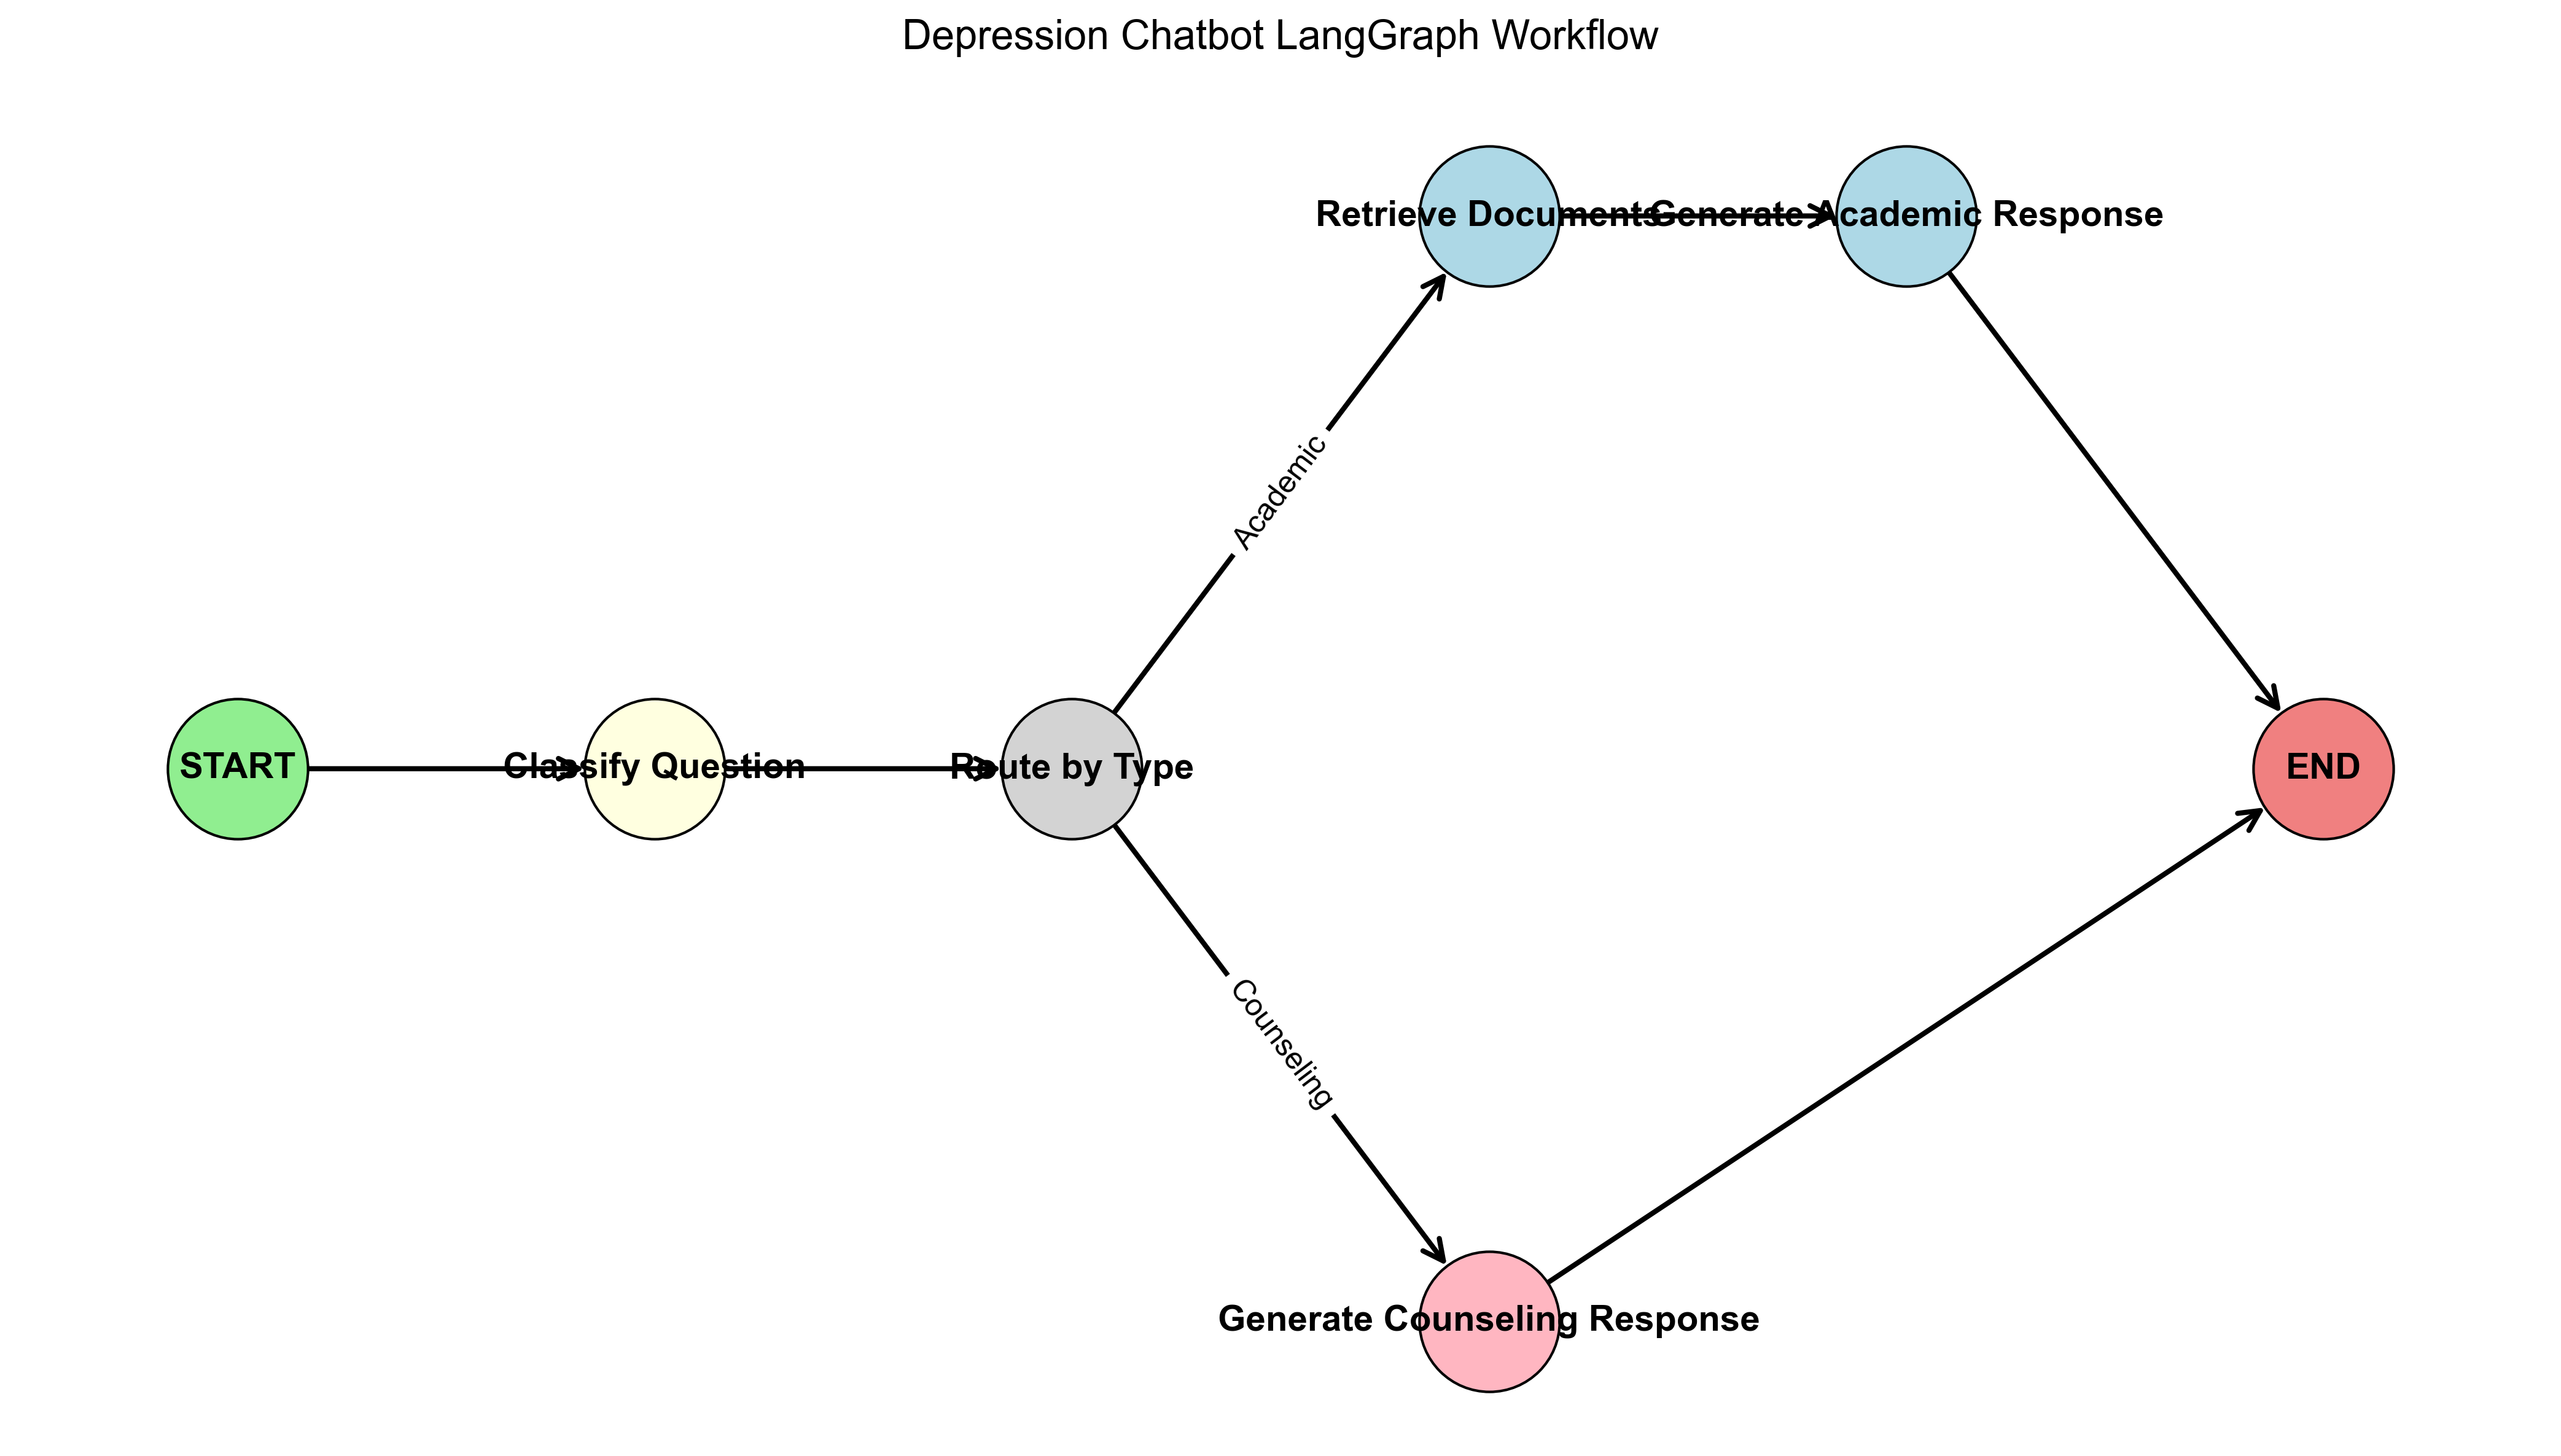 Depression Chatbot LangGraph Workflow
Retrieve Documents
Generate Academic Response
Academic
START
Classify Question
Route by Type
END
Counseling
Generate Counseling Response